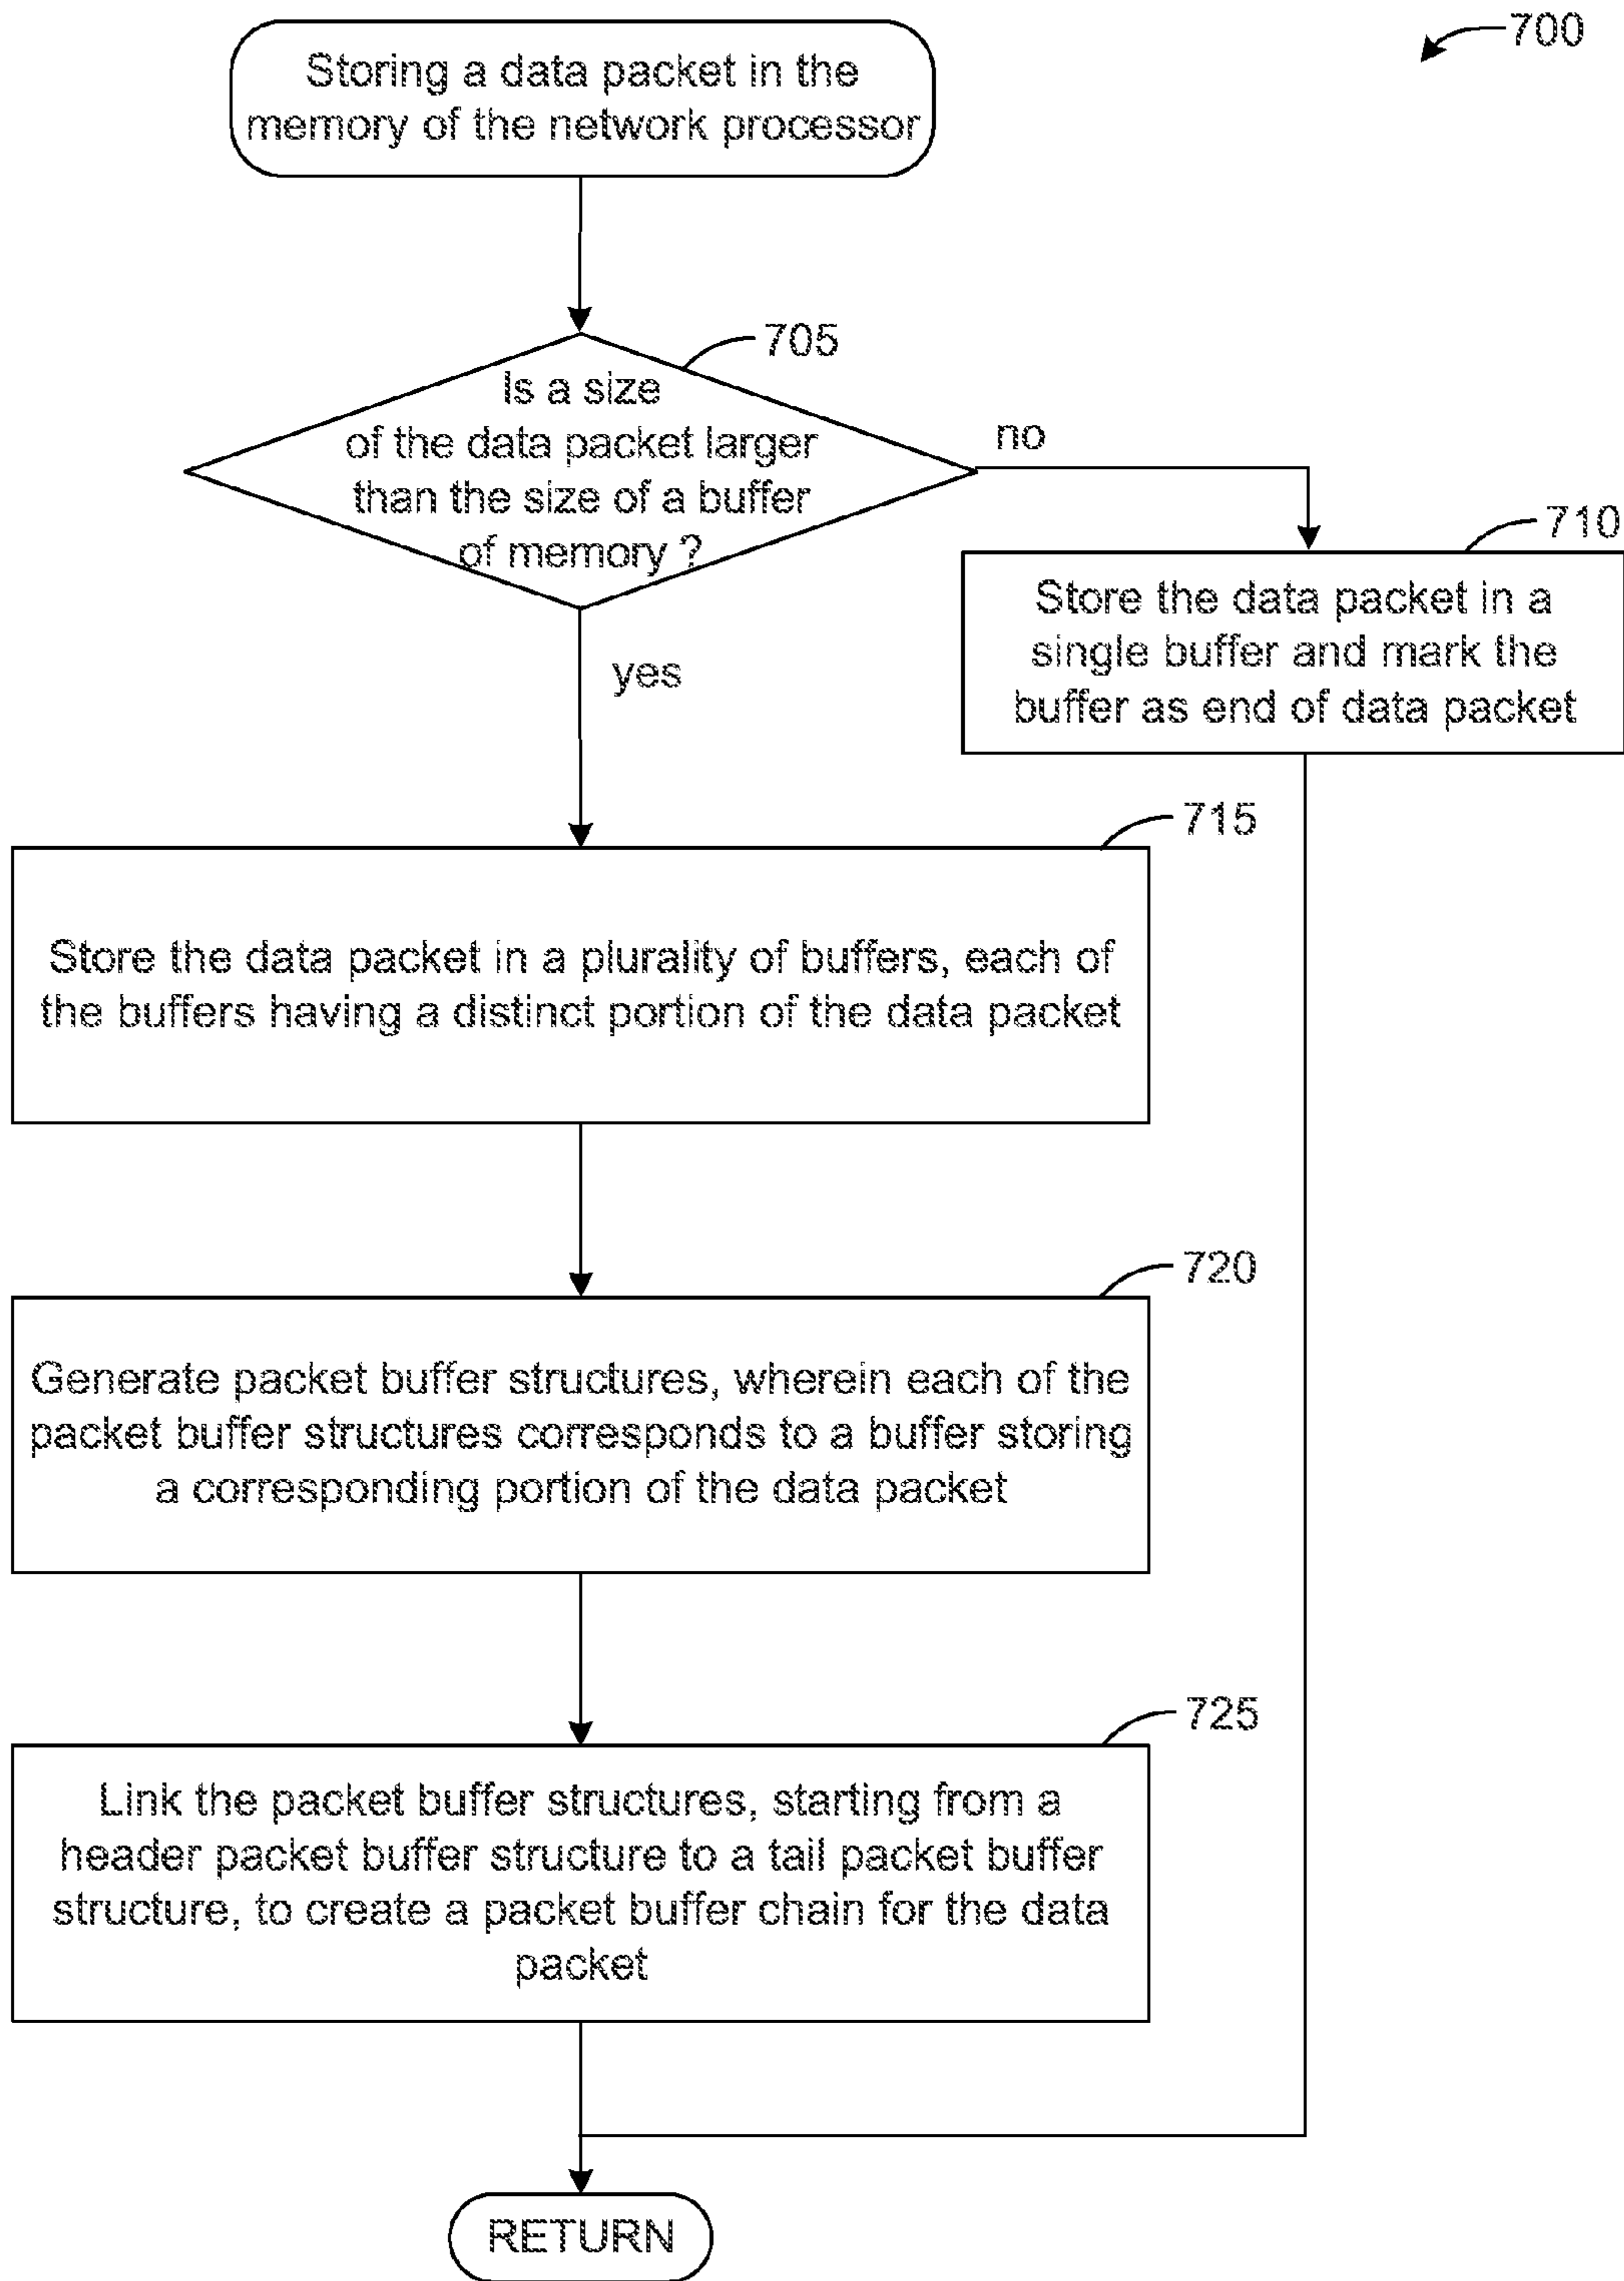 700
Storing a data packet in the
memory of the network processor
705
Is a size
of the data packet larger
than the size of a buffer
of memory ?
no
710
Store the data packet in a
single buffer and mark the
buffer as end of data packet
yes
715
Store the data packet in a plurality of buffers, each of
the buffers having a distinct portion of the data packet
720
Generate packet buffer structures, wherein each of the
packet buffer structures corresponds to a buffer storing
a corresponding portion of the data packet
725
Link the packet buffer structures, starting from a
header packet buffer structure to a tail packet buffer
structure, to create a packet buffer chain for the data
packet
RETURN